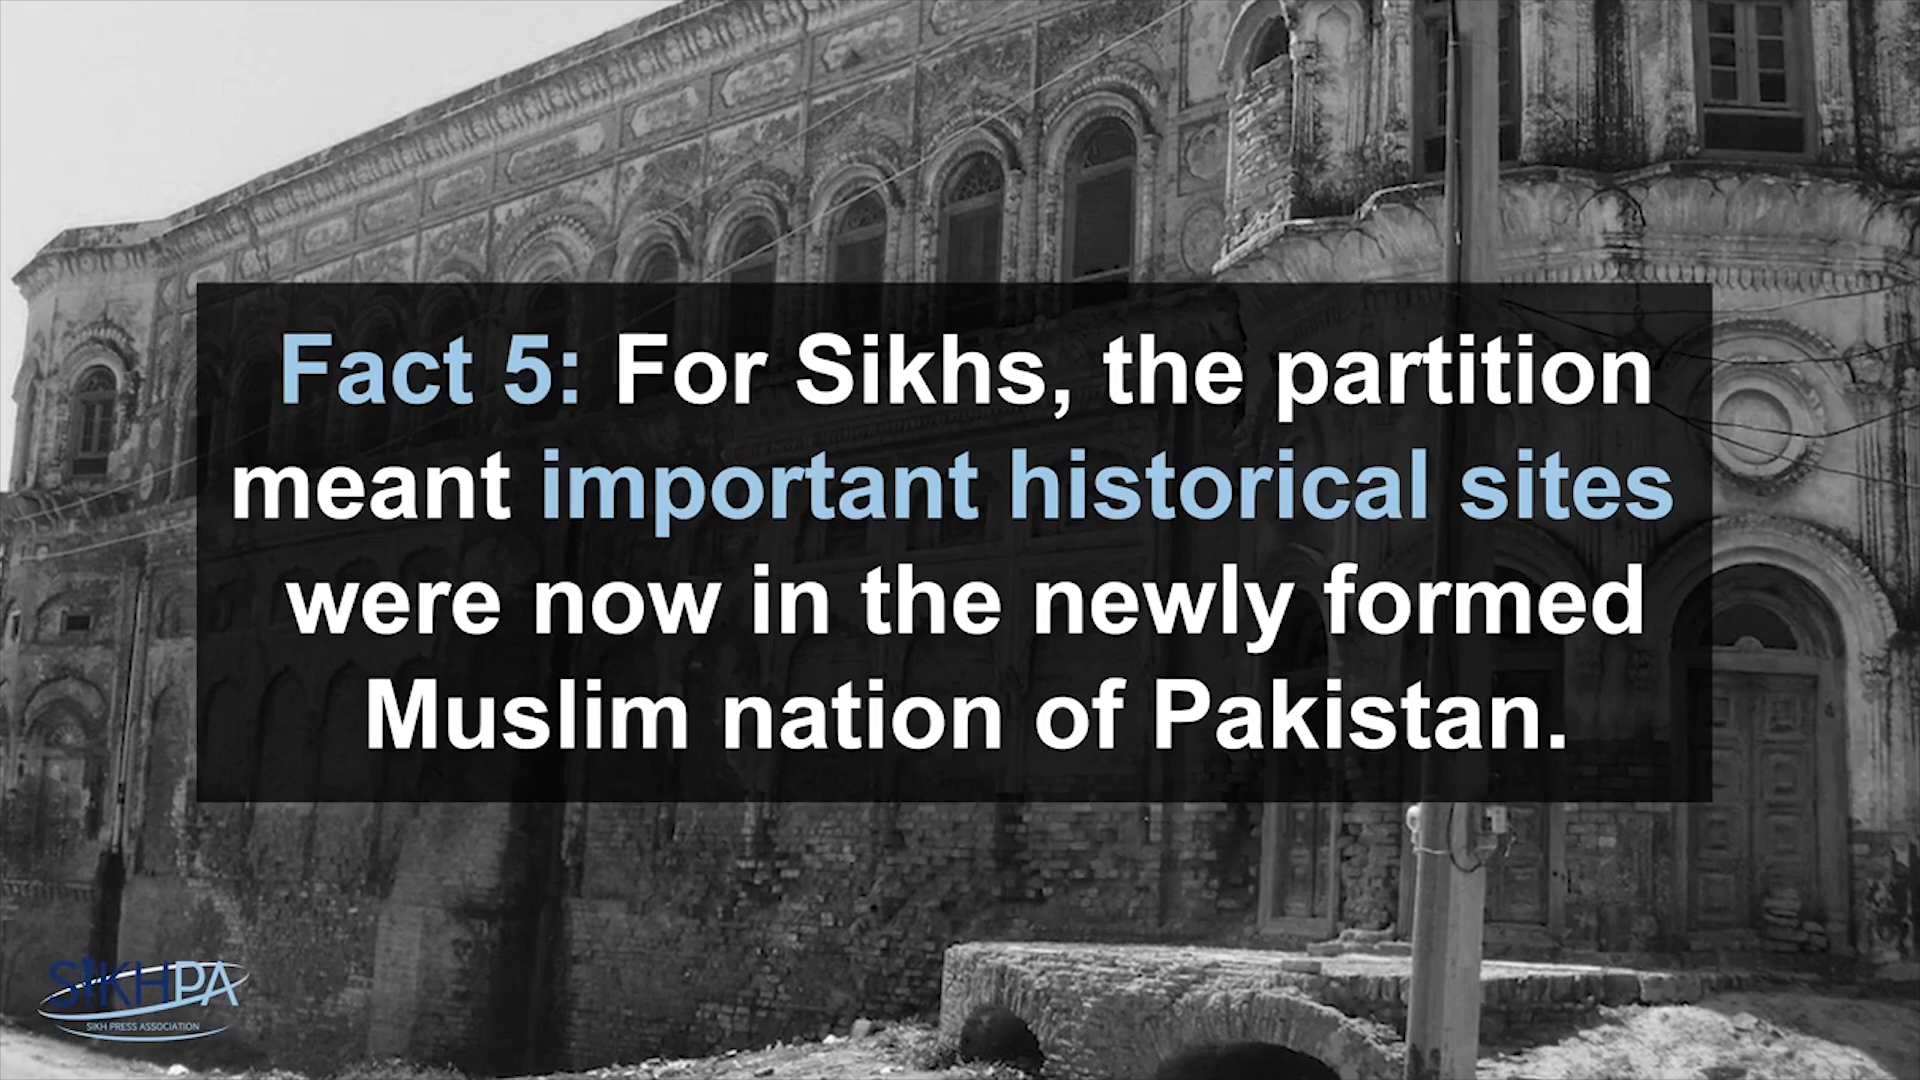 Fact 5: For Sikhs, the partition
meant important historical sites
were now in the newly formed
Muslim nation of Pakistan.
SIKHPA
SIKH PRESS ASSOCIATION